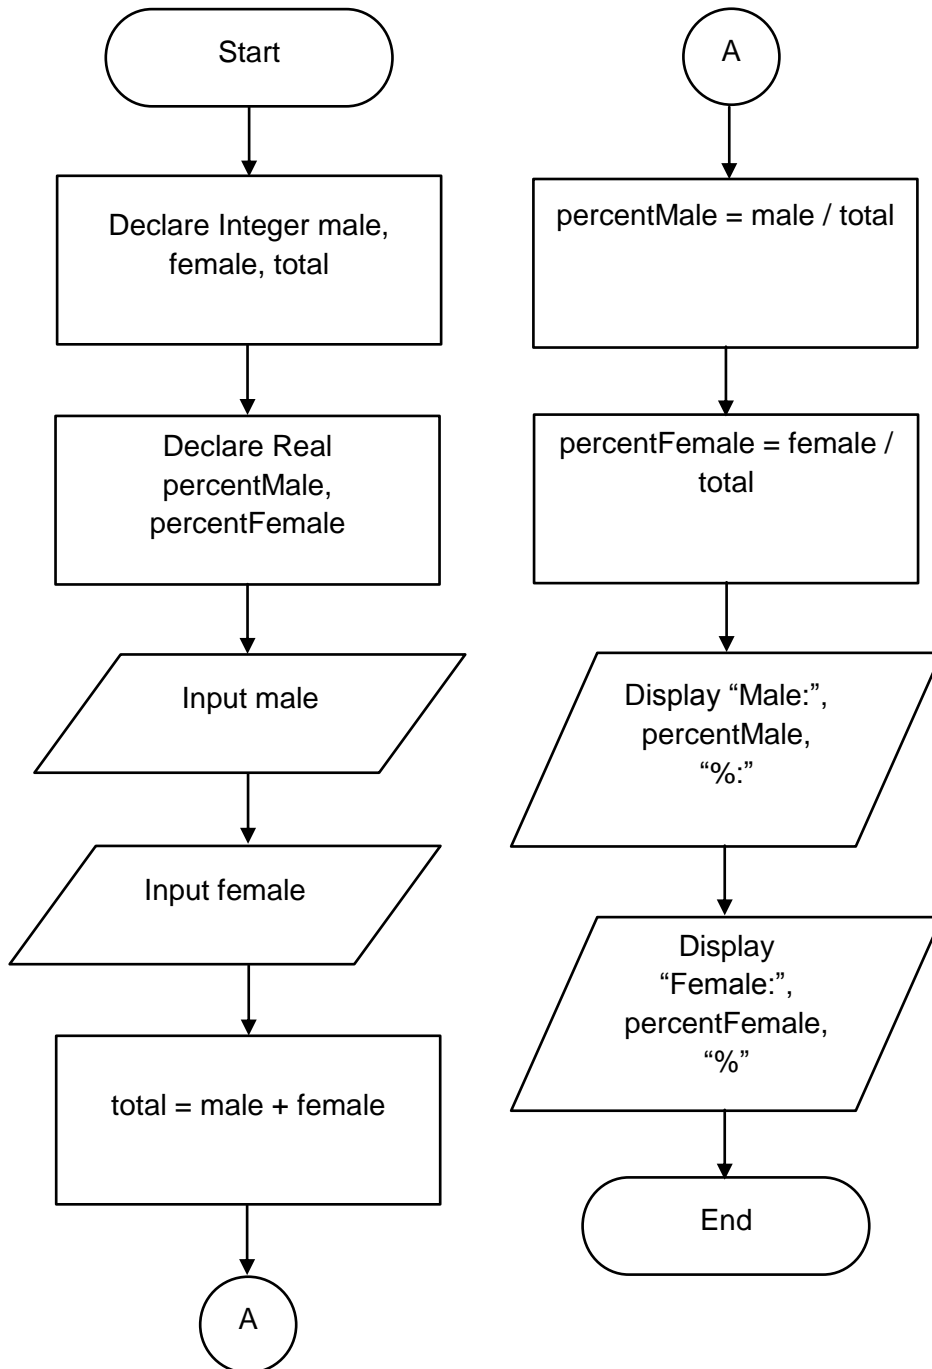 Start
Declare Integer male,
female, total
Declare Real
percentMale,
percentFemale
Input male
Input female
total = male + female
A
A
percentMale = male / total
percentFemale = female /
total
Display “Male:”,
percentMale,
“%:”
Display
“Female:”,
percentFemale,
“%”
End